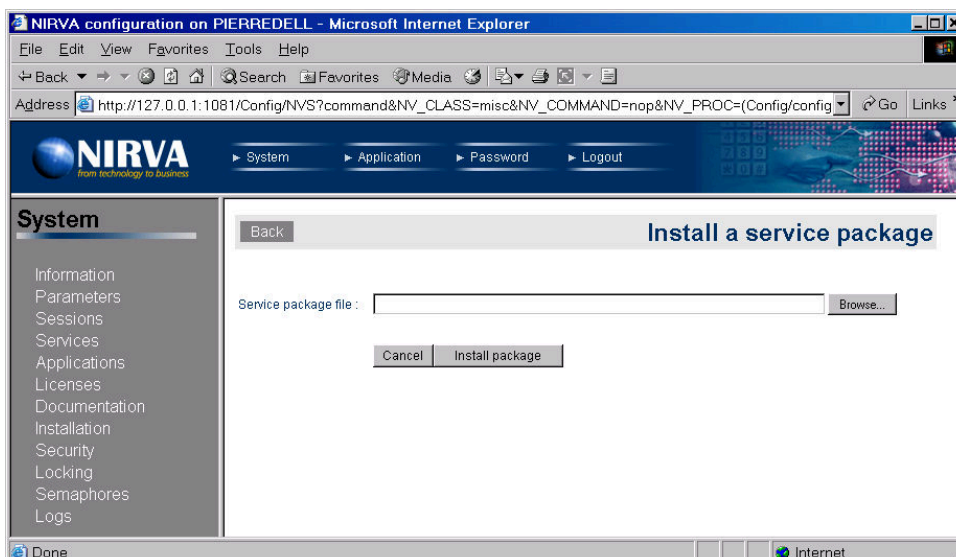 NIRVA configuration on PIERREDELL - Microsoft Internet Explorer
File Edit View Favorites Tools Help
Back Search Favorites Media
Address http://127.0.0.1:1081/Config/NVS?command&NV_CLASS=misc&NV_COMMAND=nop&NV_PROC=(Config/config Go Links
NIRVA
from technology to business
System Application Password Logout
System
Back Install a service package
Information
Parameters
Sessions
Services
Applications
Licenses
Documentation
Installation
Security
Locking
Semaphores
Logs
Service package file : Browse...
Cancel Install package
Done Internet